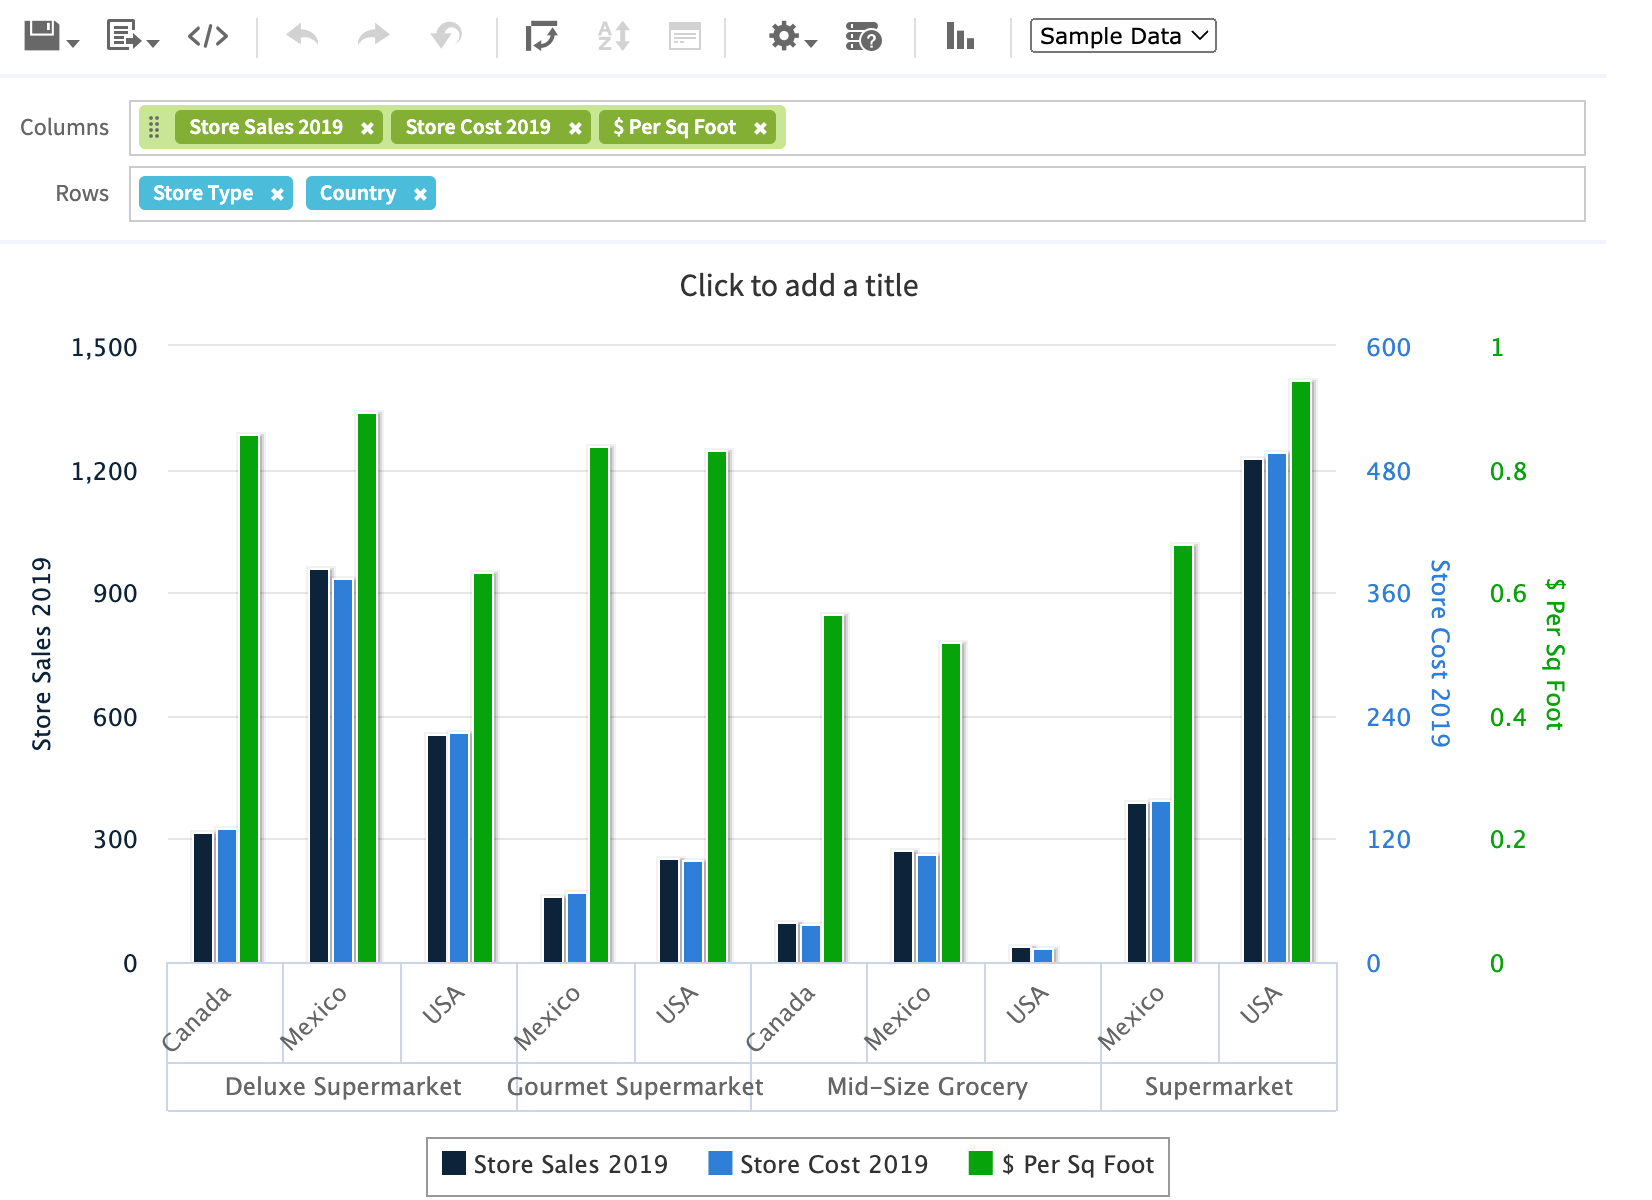 Sample Data
Columns
Store Sales 2019
Store Cost 2019
$ Per Sq Foot
Rows
Store Type
Country
Click to add a title
1,500
1,200
900
600
300
0
Store Sales 2019
600
480
360
240
120
0
Store Cost 2019
1
0.8
0.6
0.4
0.2
0
$ Per Sq Foot
Canada
Mexico
USA
Mexico
USA
Canada
Mexico
USA
Mexico
USA
Deluxe Supermarket
Gourmet Supermarket
Mid-Size Grocery
Supermarket
Store Sales 2019
Store Cost 2019
$ Per Sq Foot